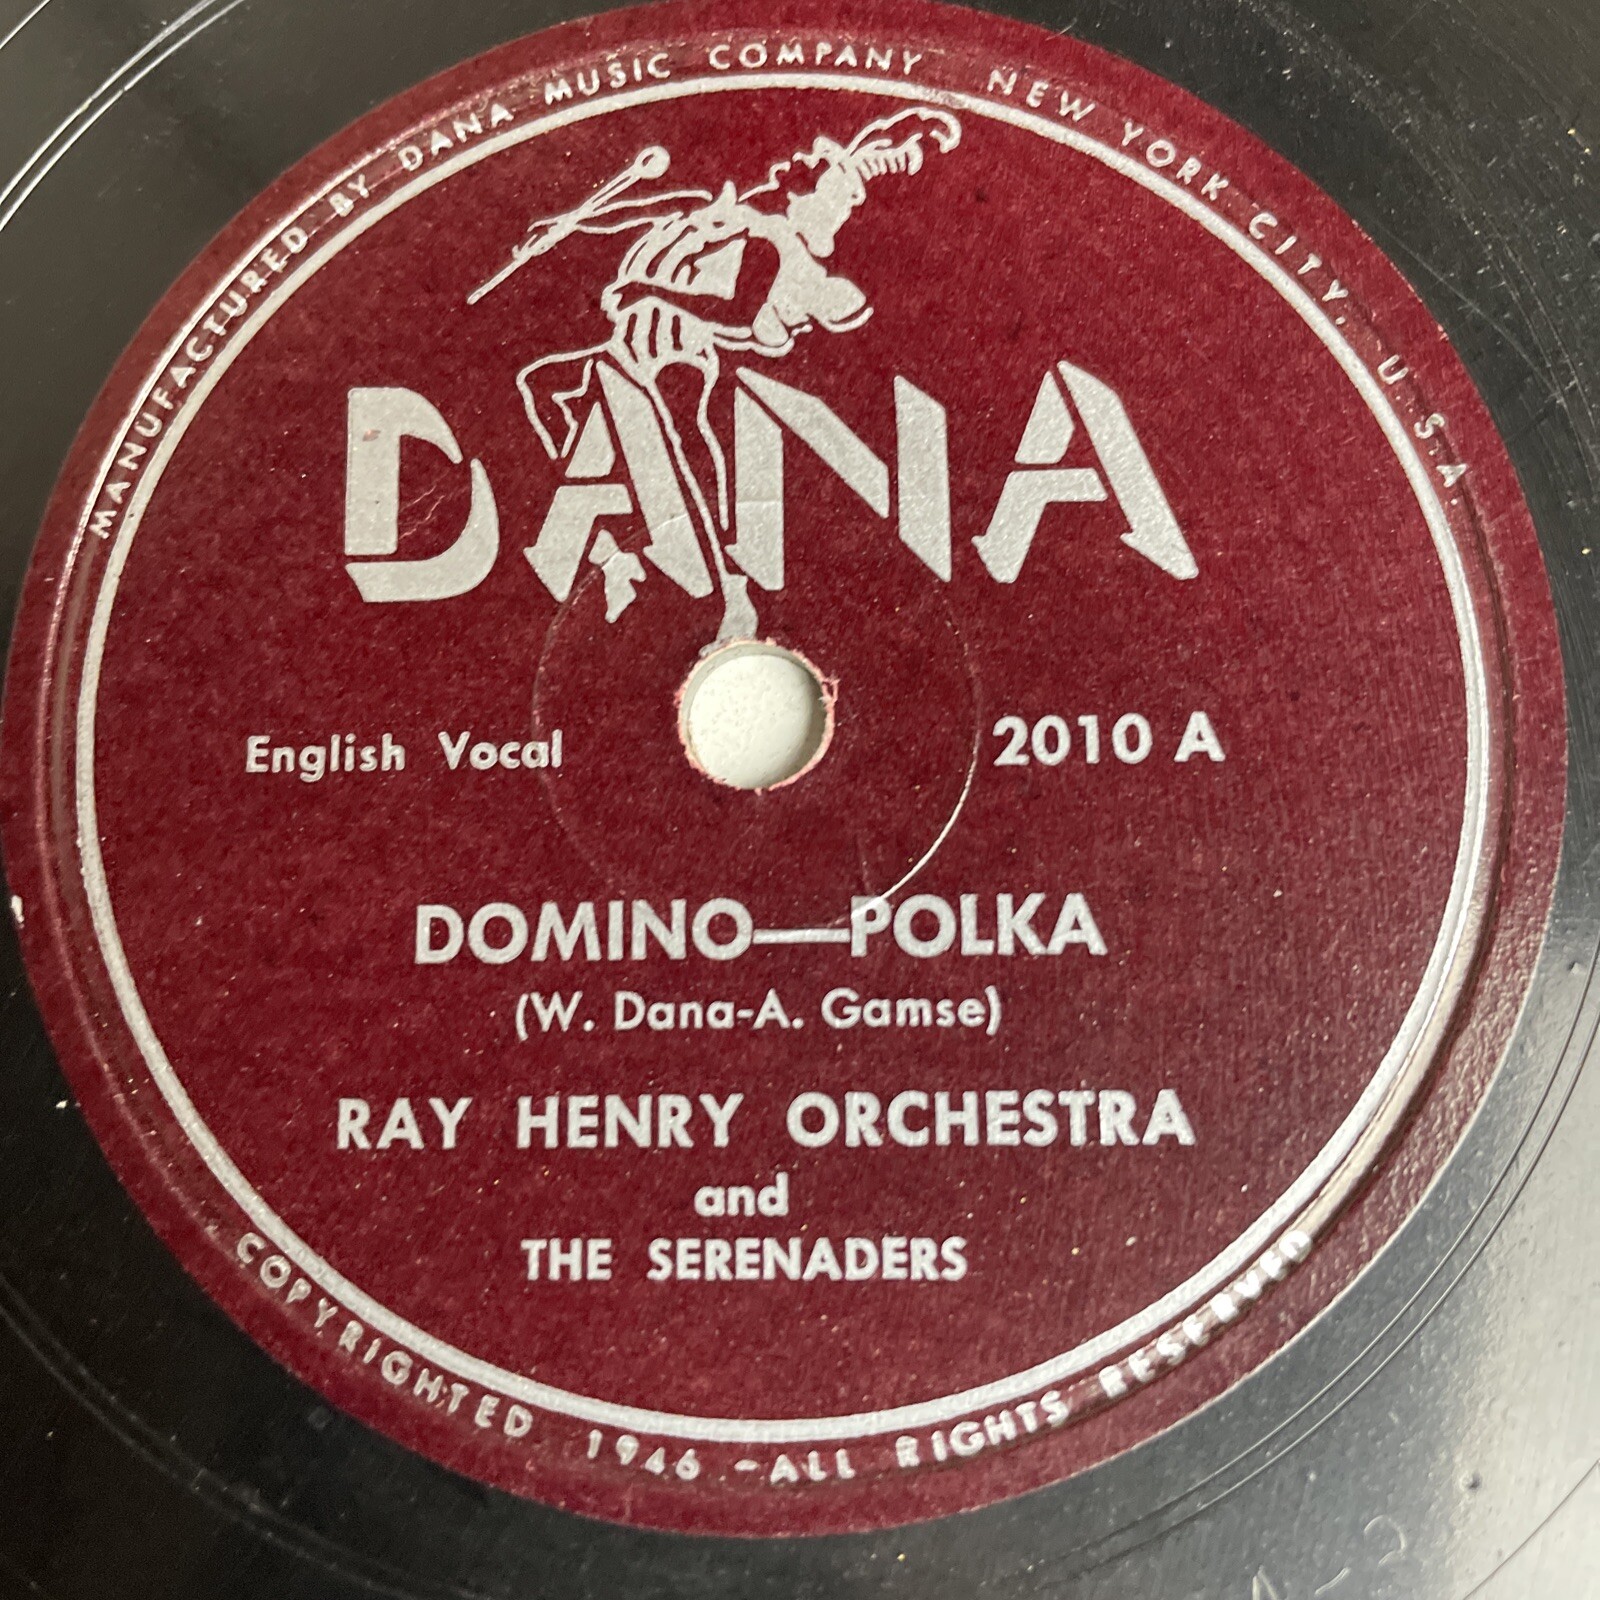 MANUFACTURED BY DANA MUSIC COMPANY NEW YORK CITY, U.S.A.
DANA
English Vocal
2010 A
DOMINO—POLKA
(W. Dana-A. Gamse)
RAY HENRY ORCHESTRA
and
THE SERENADERS
COPYRIGHTED 1946 -ALL RIGHTS RESERVED